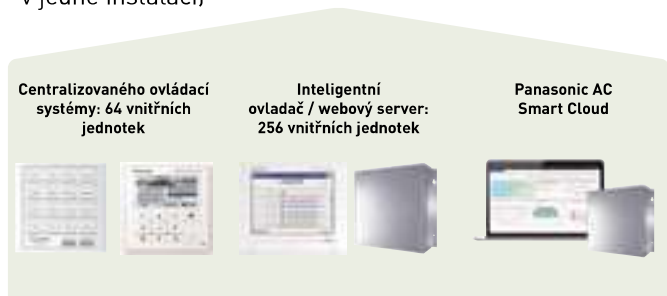 v jedné instalaci)
Centralizovaného ovládací
systémy: 64 vnitřních
jednotek
Inteligentní
ovladač / webový server:
256 vnitřních jednotek
Panasonic AC
Smart Cloud